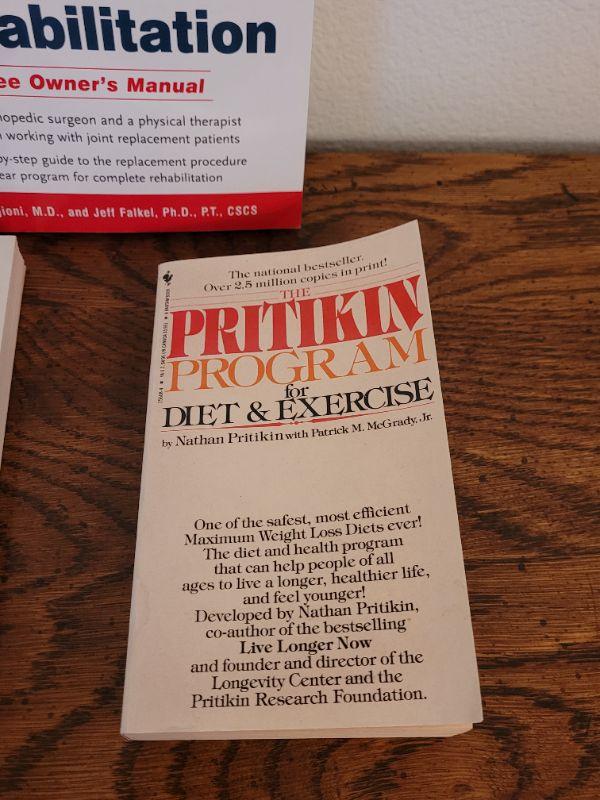 abilitation
ee Owner's Manual
hopedic surgeon and a physical therapist
working with joint replacement patients
by-step guide to the replacement procedure
ear program for complete rehabilitation
gioni, M.D., and Jeff Falkel, Ph.D., P.T., CSCS
The national bestseller.
Over 2.5 million copies in print!
THE
PRITIKIN
PROGRAM
for
DIET & EXERCISE
by Nathan Pritikin with Patrick M. McGrady, Jr.
One of the safest, most efficient
Maximum Weight Loss Diets ever!
The diet and health program
that can help people of all
ages to live a longer, healthier life,
and feel younger!
Developed by Nathan Pritikin,
co-author of the bestselling
Live Longer Now
and founder and director of the
Longevity Center and the
Pritikin Research Foundation.